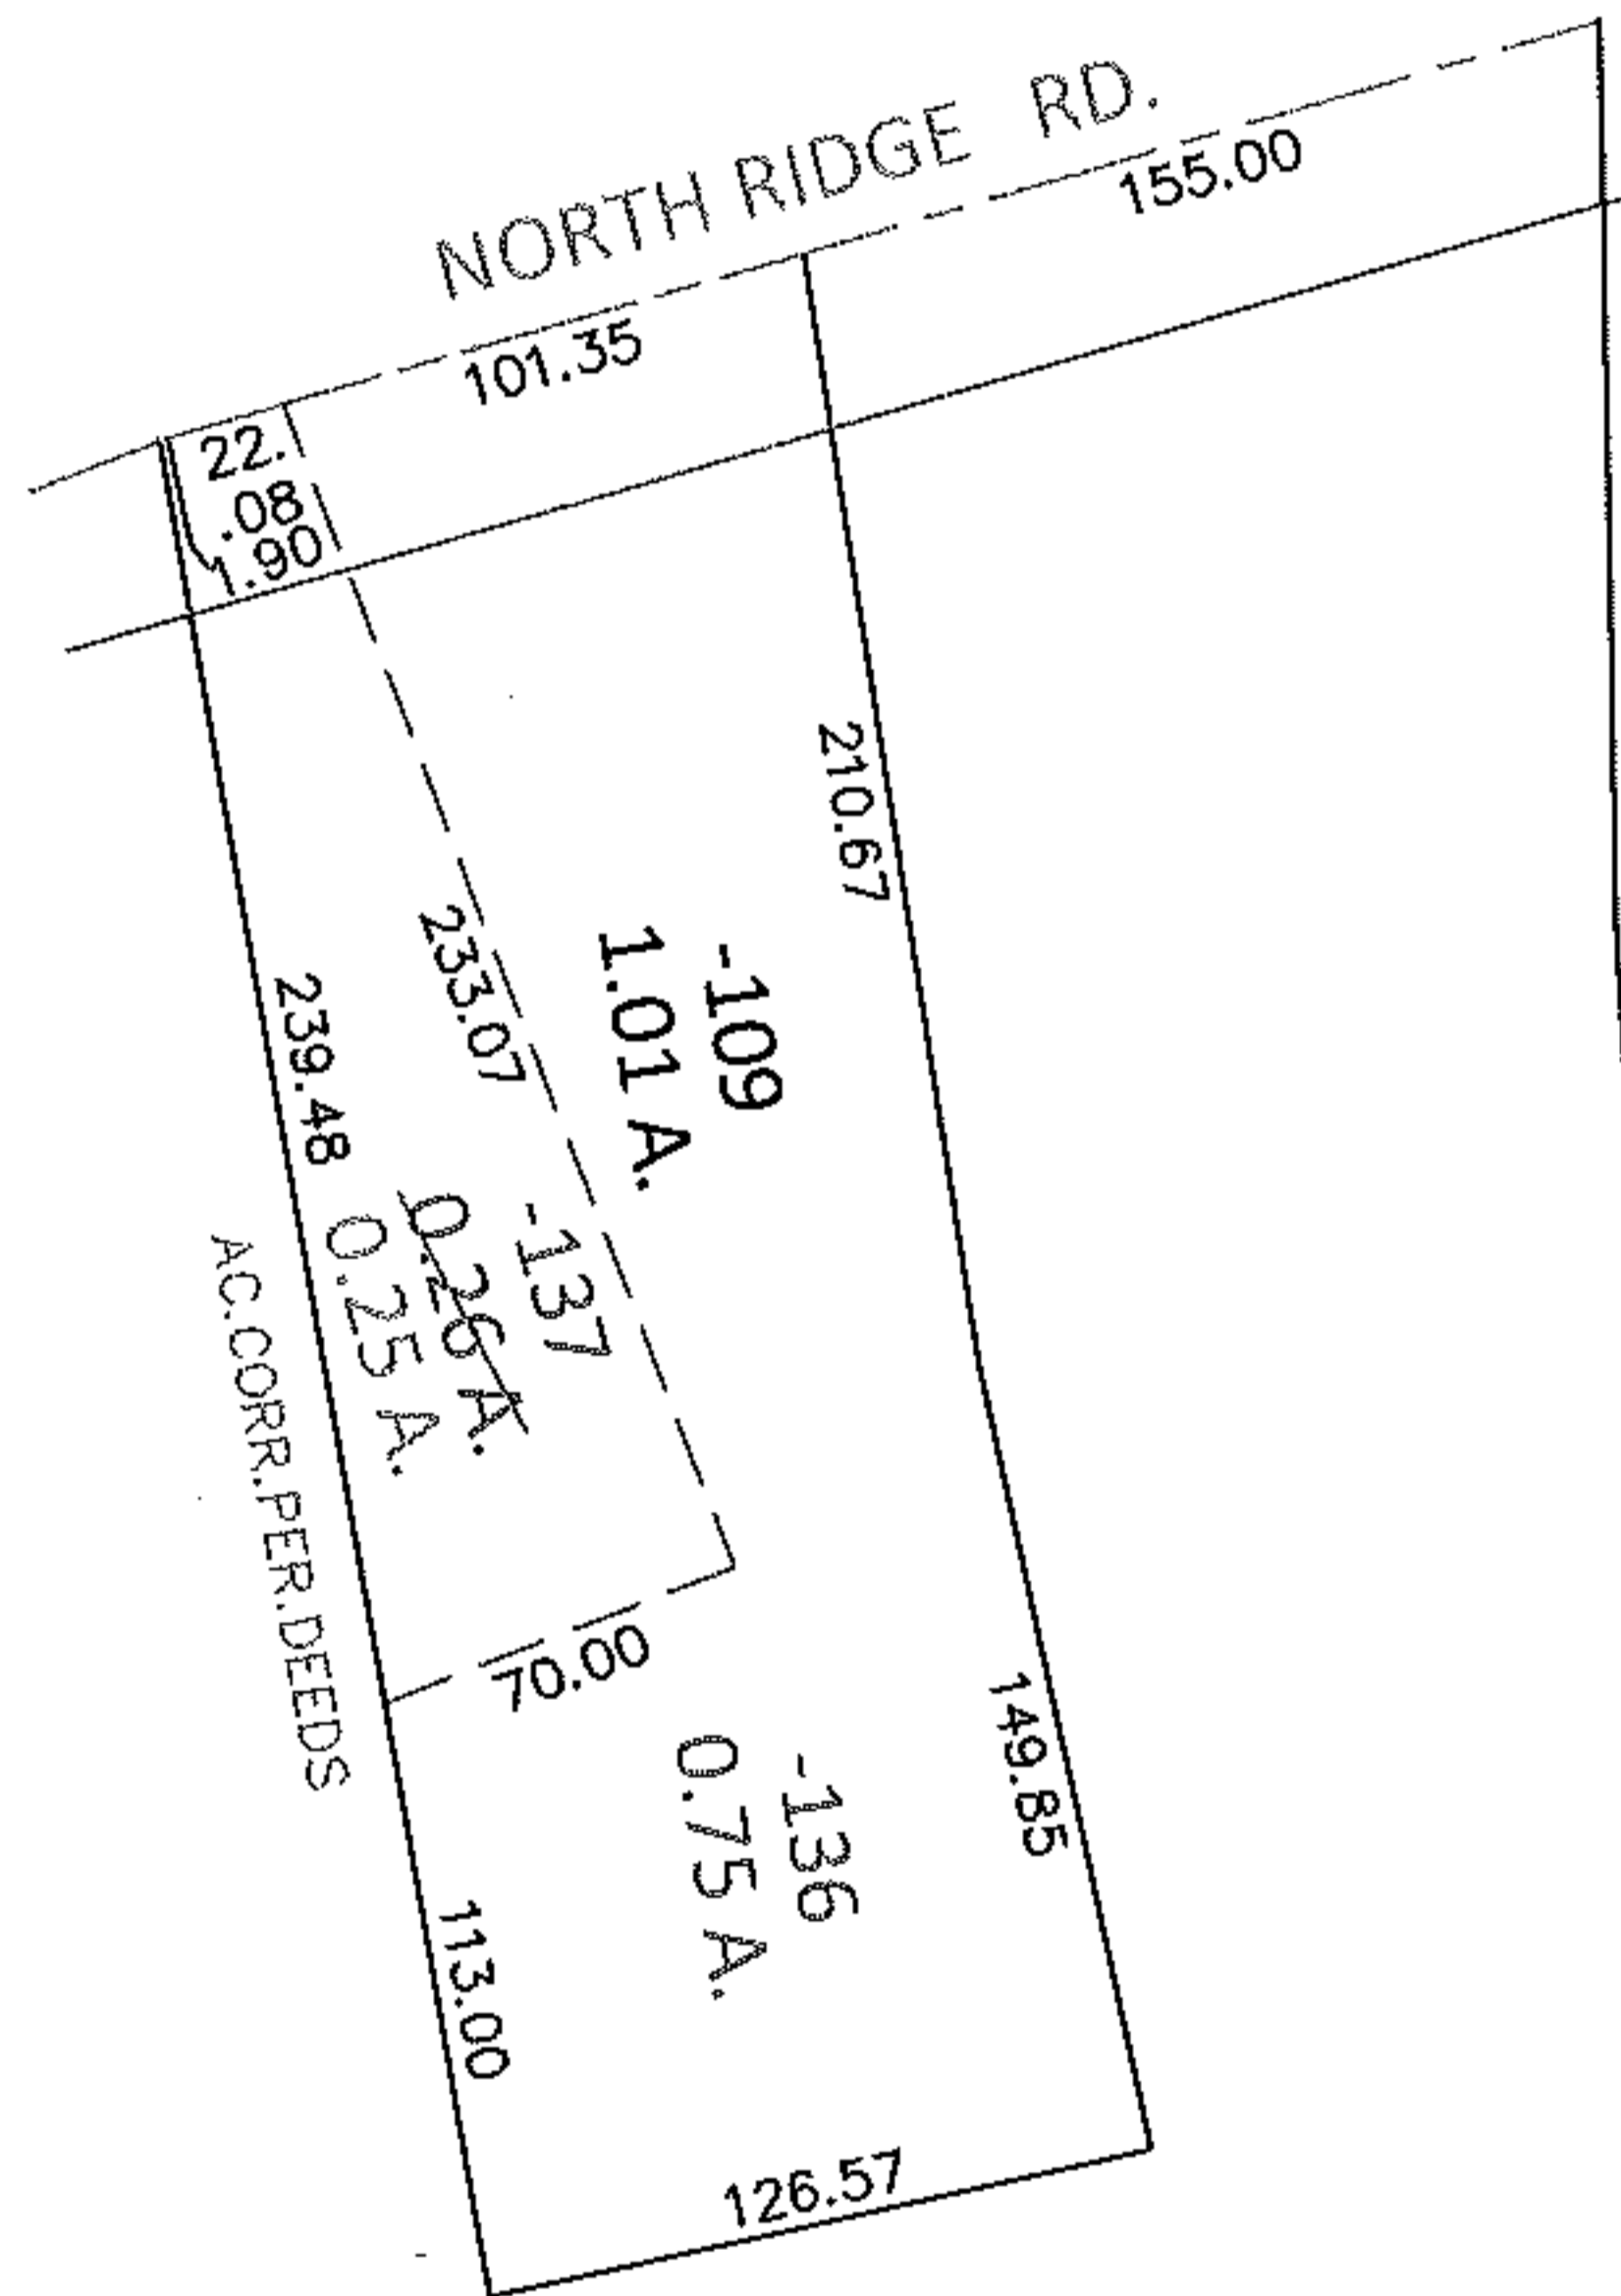 NORTH RIDGE RD.
155.00
101.35
22.
.08
1.90
210.67
-109
1.01 A.
233.07
239.48
-137
0.26 A.
0.25 A.
AC.CORR.PER.DEEDS
70.00
149.85
-136
0.75 A.
113.00
126.57